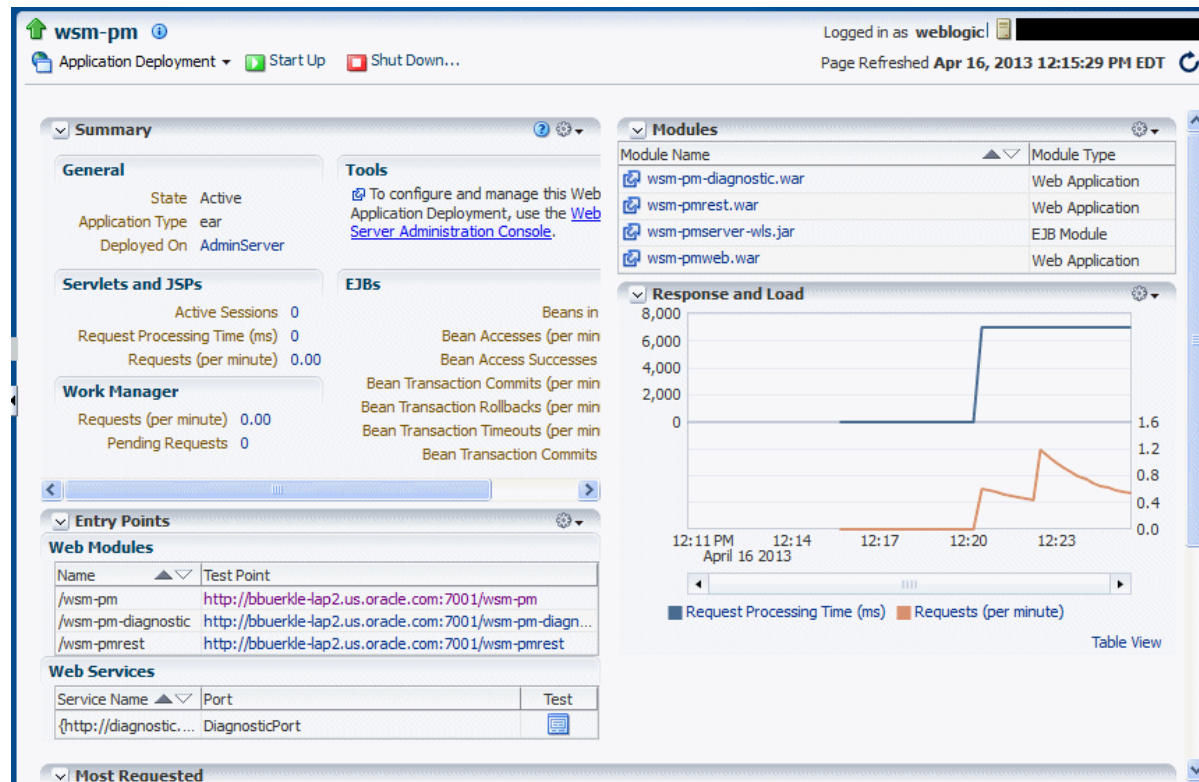 wsm-pm
Logged in as weblogic
Application Deployment Start Up Shut Down...
Page Refreshed Apr 16, 2013 12:15:29 PM EDT
Summary
General
State Active
Application Type ear
Deployed On AdminServer
Tools
To configure and manage this Web
Application Deployment, use the Web
Server Administration Console.
Servlets and JSPs
Active Sessions 0
Request Processing Time (ms) 0
Requests (per minute) 0.00
Work Manager
Requests (per minute) 0.00
Pending Requests 0
EJBs
Beans in
Bean Accesses (per min
Bean Access Successes
Bean Transaction Commits (per min
Bean Transaction Rollbacks (per min
Bean Transaction Timeouts (per min
Bean Transaction Commits
Entry Points
Web Modules
Name Test Point
/wsm-pm http://bbuerkle-lap2.us.oracle.com:7001/wsm-pm
/wsm-pm-diagnostic http://bbuerkle-lap2.us.oracle.com:7001/wsm-pm-diagn...
/wsm-pmrest http://bbuerkle-lap2.us.oracle.com:7001/wsm-pmrest
Web Services
Service Name Port Test
{http://diagnostic.... DiagnosticPort
Most Requested
Modules
Module Name Module Type
wsm-pm-diagnostic.war Web Application
wsm-pmrest.war Web Application
wsm-pmserver-wls.jar EJB Module
wsm-pmweb.war Web Application
Response and Load
8,000
6,000
4,000
2,000
0 1.6
1.2
0.8
0.4
0.0
12:11 PM 12:14 12:17 12:20 12:23
April 16 2013
Request Processing Time (ms) Requests (per minute)
Table View